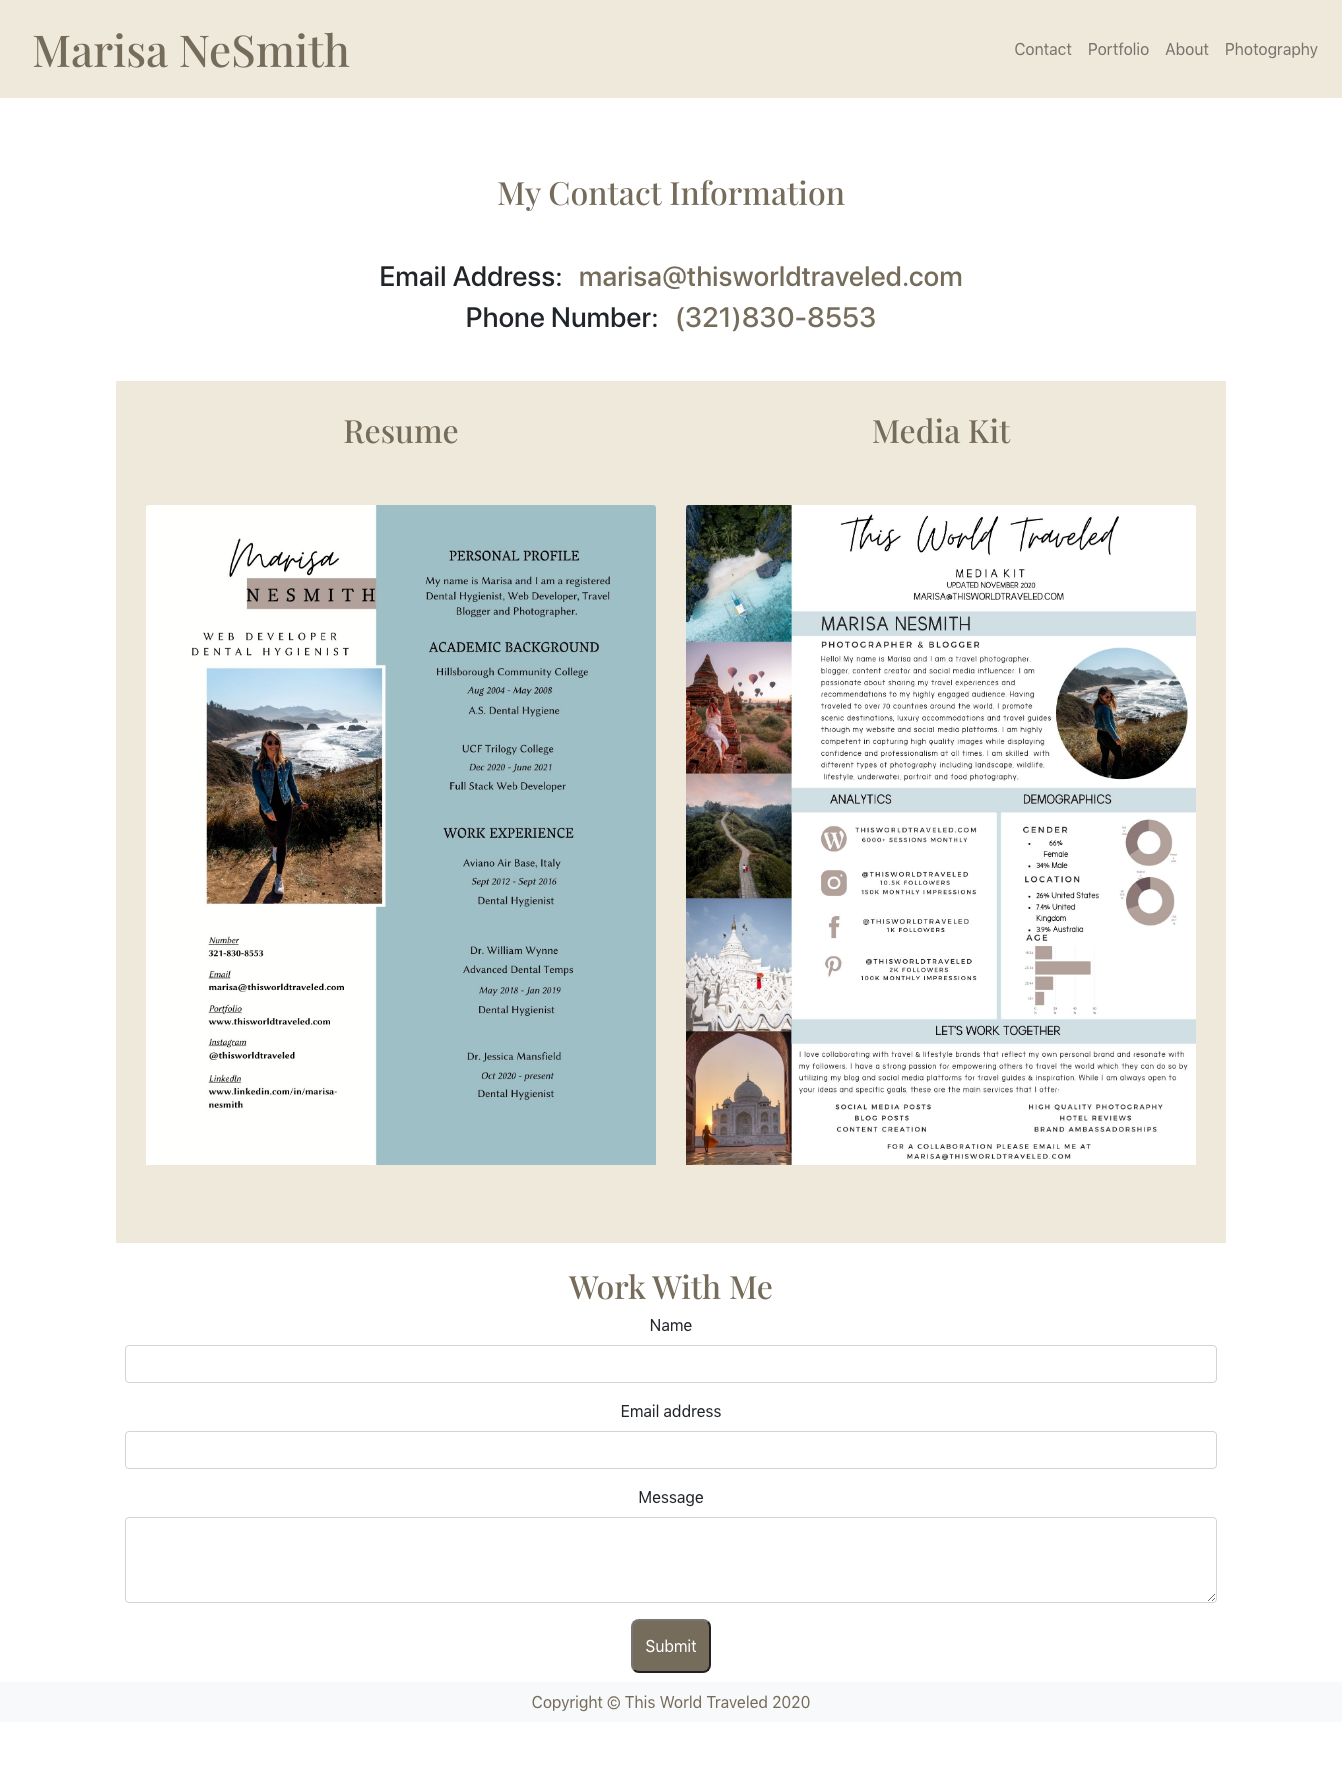 Marisa NeSmith
Contact Portfolio About Photography
My Contact Information
Email Address: marisa@thisworldtraveled.com
Phone Number: (321)830-8553
Resume
Marisa
NESMITH
WEB DEVELOPER
DENTAL HYGIENIST
Number
321-830-8553
Email
marisa@thisworldtraveled.com
Portfolio
www.thisworldtraveled.com
Instagram
@thisworldtraveled
LinkedIn
www.linkedin.com/in/marisa-
nesmith
PERSONAL PROFILE
My name is Marisa and I am a registered
Dental Hygienist, Web Developer, Travel
Blogger and Photographer.
ACADEMIC BACKGROUND
Hillsborough Community College
Aug 2004 - May 2008
A.S. Dental Hygiene
UCF Trilogy College
Dec 2020 - June 2021
Full Stack Web Developer
WORK EXPERIENCE
Aviano Air Base, Italy
Sept 2012 - Sept 2016
Dental Hygienist
Dr. William Wynne
Advanced Dental Temps
May 2018 - Jan 2019
Dental Hygienist
Dr. Jessica Mansfield
Oct 2020 - present
Dental Hygienist
Media Kit
This World Traveled
MEDIA KIT
UPDATED NOVEMBER 2020
MARISA@THISWORLDTRAVELED.COM
MARISA NESMITH
PHOTOGRAPHER & BLOGGER
Hello! My name is Marisa and I am a travel photographer,
blogger, content creator and social media influencer. I am
passionate about sharing my travel experiences and
recommendations to my highly engaged audience. Having
traveled to over 70 countries around the world, I promote
scenic destinations, luxury accommodations and travel guides
through my website and social media platforms. I am highly
competent in capturing high quality images while displaying
confidence and professionalism at all times. I am skilled with
different types of photography including landscape, wildlife,
lifestyle, underwater, portrait and food photography.
ANALYTICS
THISWORLDTRAVELED.COM
6000+ SESSIONS MONTHLY
@THISWORLDTRAVELED
10.5K FOLLOWERS
150K MONTHLY IMPRESSIONS
@THISWORLDTRAVELED
1K FOLLOWERS
@THISWORLDTRAVELED
2K FOLLOWERS
100K MONTHLY IMPRESSIONS
DEMOGRAPHICS
GENDER
• 66%
Female
• 34% Male
LOCATION
• 26% United States
• 7.4% United
Kingdom
• 3.9% Australia
AGE
LET'S WORK TOGETHER
I love collaborating with travel & lifestyle brands that reflect my own personal brand and resonate with
my followers. I have a strong passion for empowering others to travel the world which they can do so by
utilizing my blog and social media platforms for travel guides & inspiration. While I am always open to
your ideas and specific goals, these are the main services that I offer:
SOCIAL MEDIA POSTS
BLOG POSTS
CONTENT CREATION
HIGH QUALITY PHOTOGRAPHY
HOTEL REVIEWS
BRAND AMBASSADORSHIPS
FOR A COLLABORATION PLEASE EMAIL ME AT
MARISA@THISWORLDTRAVELED.COM
Work With Me
Name
Email address
Message
Submit
Copyright © This World Traveled 2020